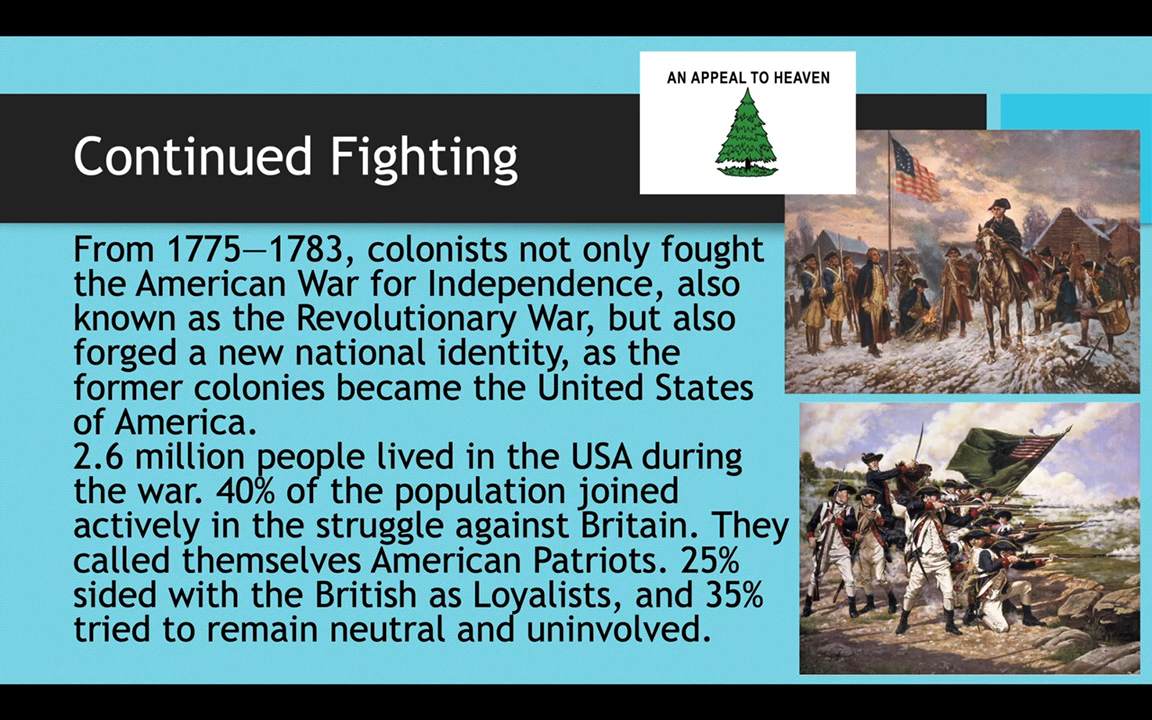 AN APPEAL TO HEAVEN
Continued Fighting
From 1775—1783, colonists not only fought
the American War for Independence, also
known as the Revolutionary War, but also
forged a new national identity, as the
former colonies became the United States
of America.
2.6 million people lived in the USA during
the war. 40% of the population joined
actively in the struggle against Britain. They
called themselves American Patriots. 25%
sided with the British as Loyalists, and 35%
tried to remain neutral and uninvolved.